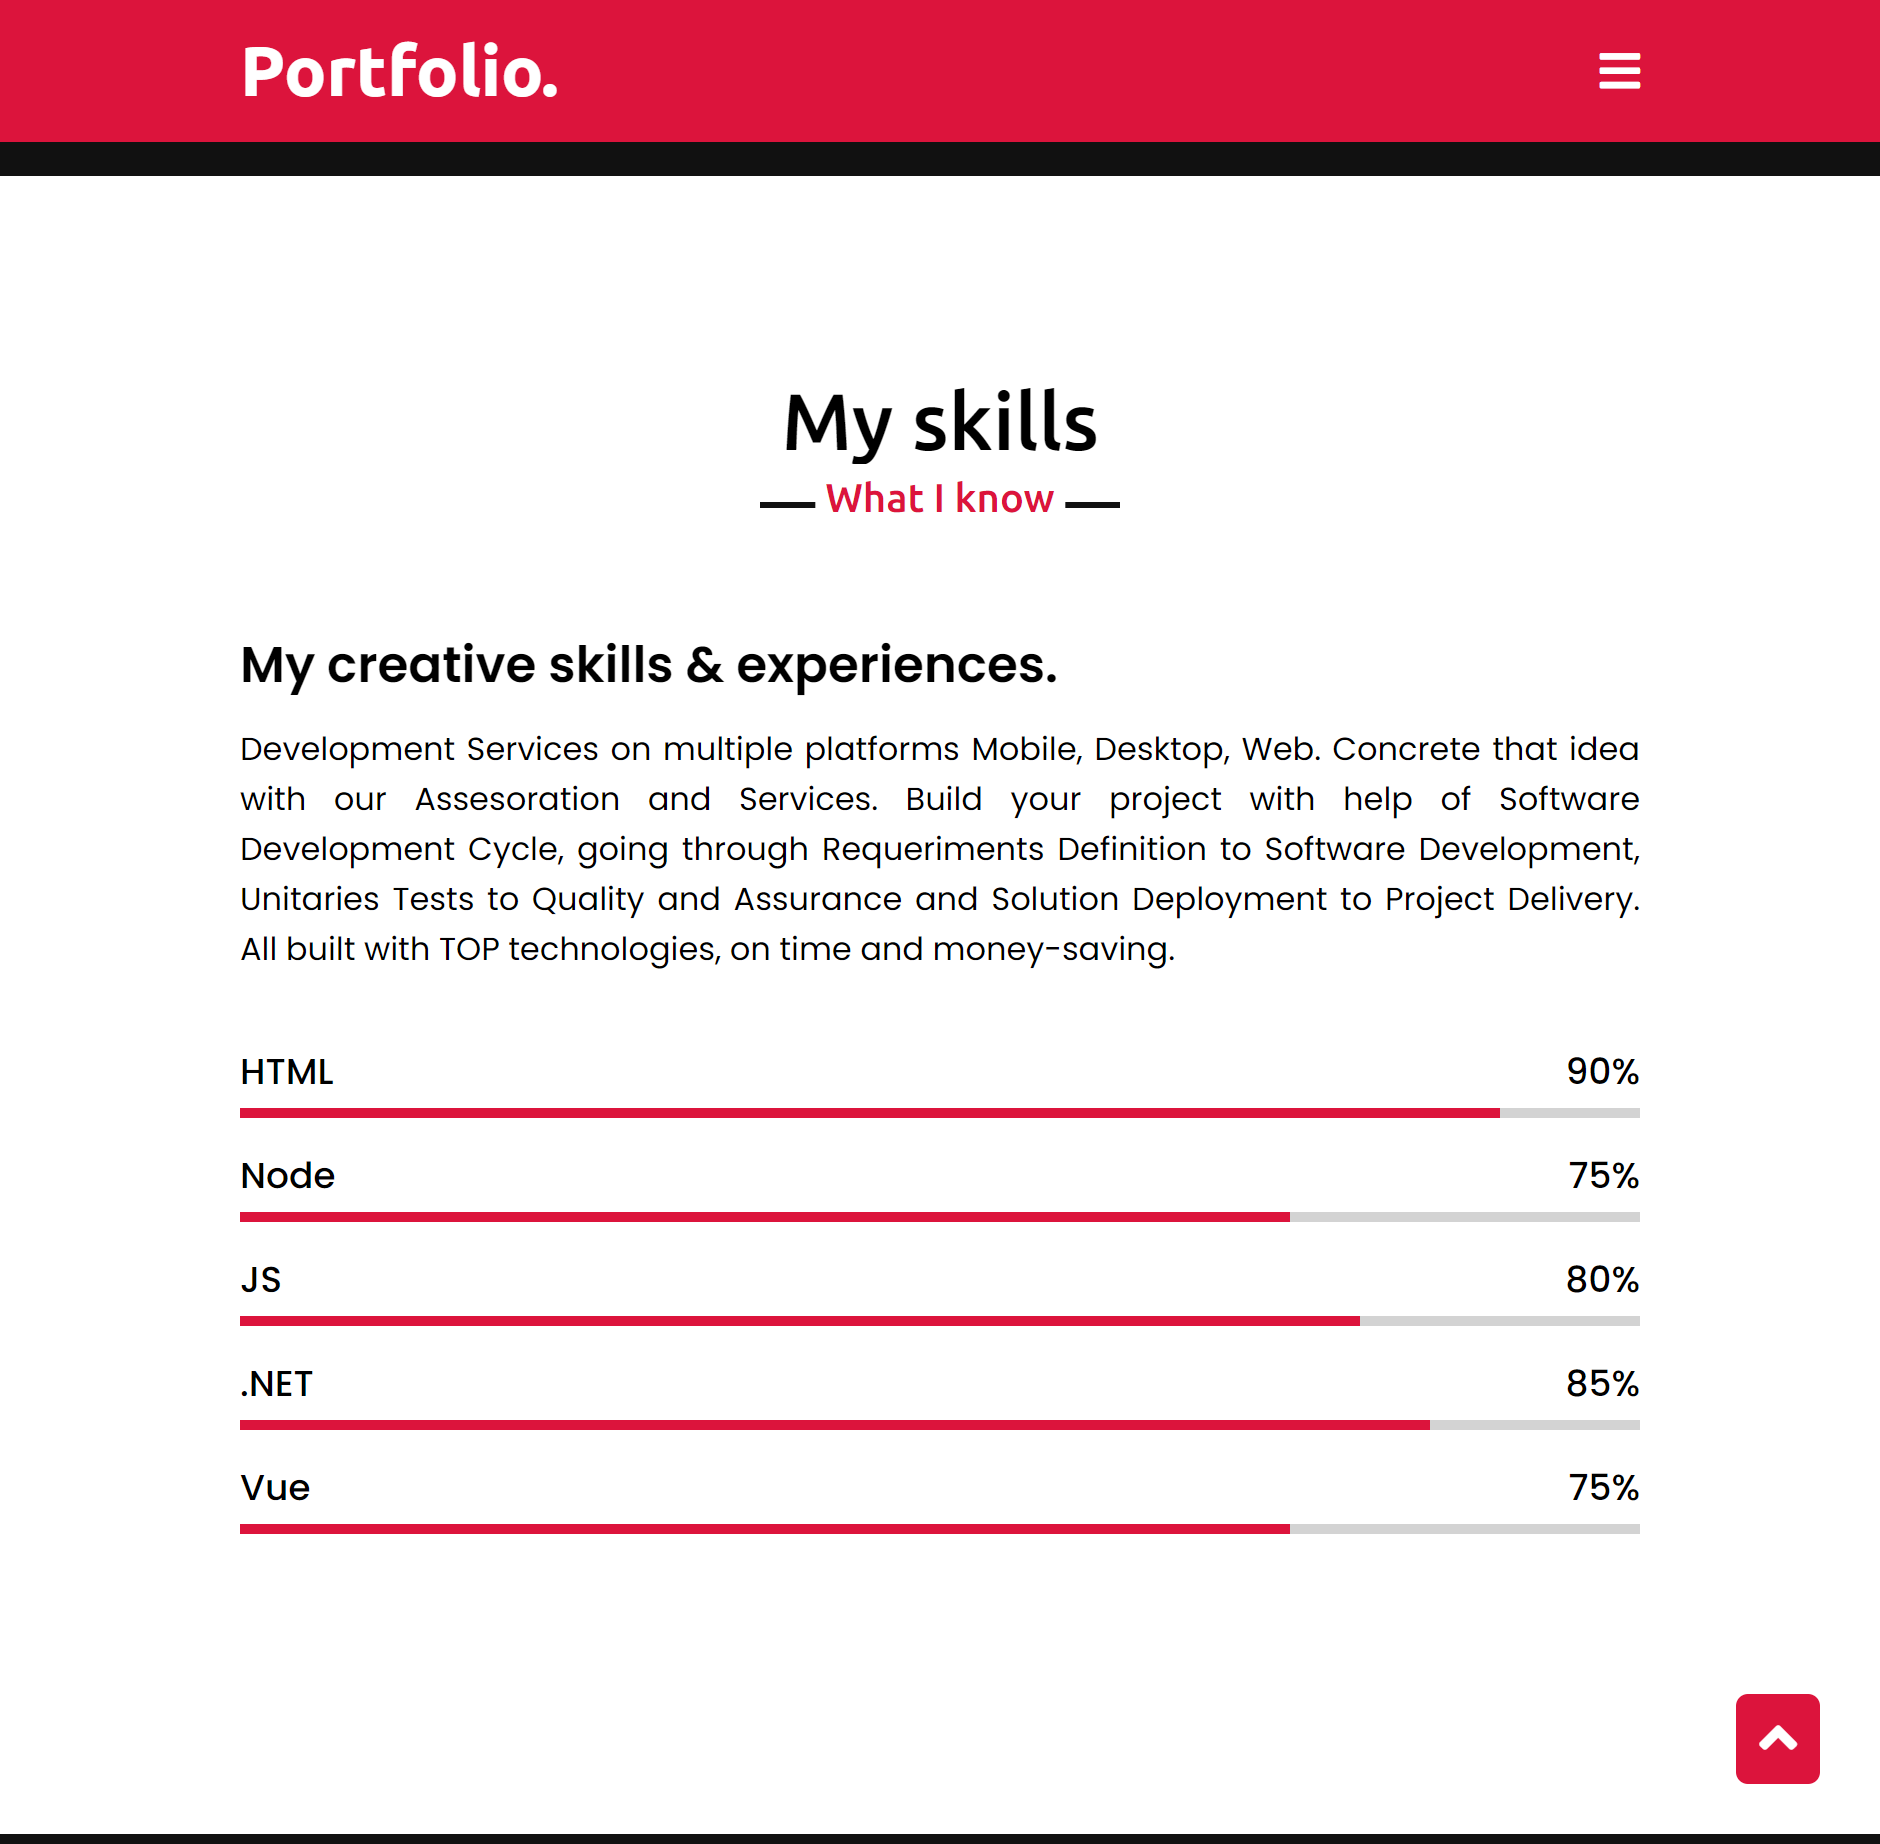 Portfolio.
My skills
What I know
My creative skills & experiences.
Development Services on multiple platforms Mobile, Desktop, Web. Concrete that idea
with our Assesoration and Services. Build your project with help of Software
Development Cycle, going through Requeriments Definition to Software Development,
Unitaries Tests to Quality and Assurance and Solution Deployment to Project Delivery.
All built with TOP technologies, on time and money-saving.
HTML 90%
Node 75%
JS 80%
.NET 85%
Vue 75%